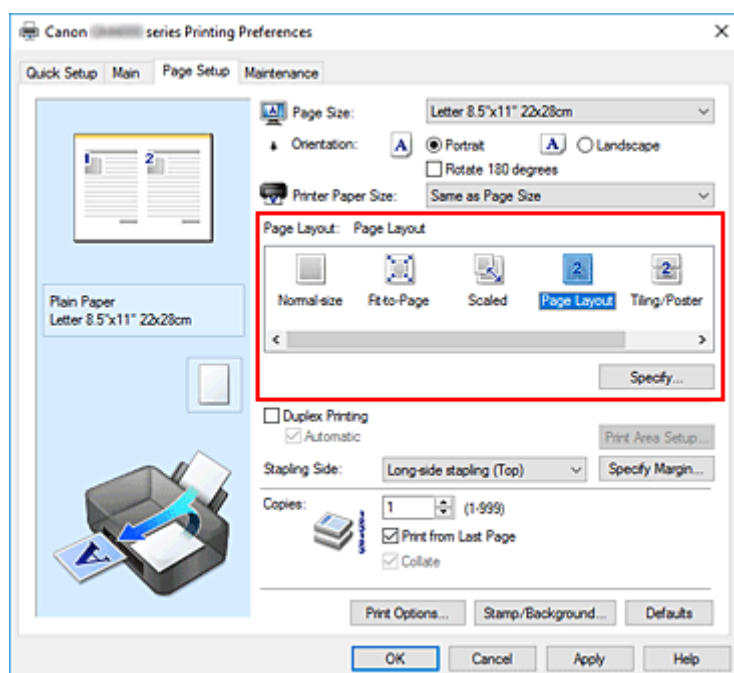 Canon series Printing Preferences
Quick Setup Main Page Setup Maintenance
Page Size: Letter 8.5"x11" 22x28cm
Orientation: A Portrait A Landscape
Rotate 180 degrees
Printer Paper Size: Same as Page Size
Page Layout: Page Layout
1 2
2 2
Normal-size Fit-to-Page Scaled Page Layout Tiling/Poster
Plain Paper
Letter 8.5"x11" 22x28cm
Specify...
Duplex Printing
Automatic Print Area Setup...
Stapling Side: Long-side stapling (Top) Specify Margin...
Copies: 1 (1-999)
Print from Last Page
Collate
A
Print Options... Stamp/Background... Defaults
OK Cancel Apply Help